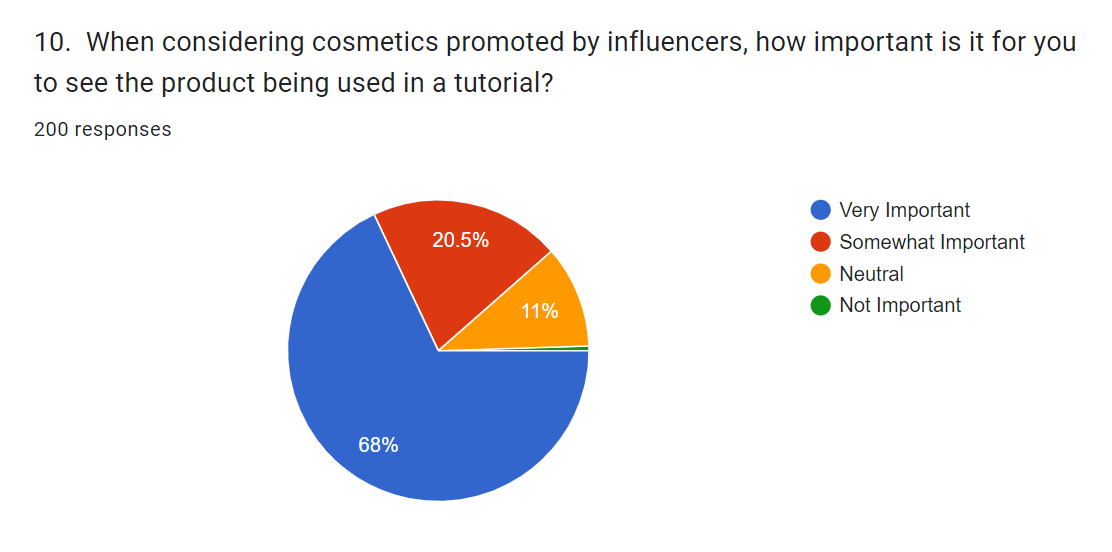 10.  When considering cosmetics promoted by influencers, how important is it for you
to see the product being used in a tutorial?
200 responses
20.5%
11%
68%
Very Important
Somewhat Important
Neutral
Not Important